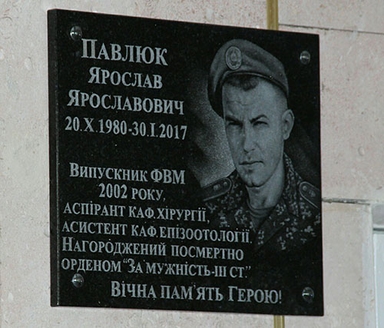 ПАВЛЮК
ЯРОСЛАВ
ЯРОСЛАВОВИЧ
20.X.1980-30.I.2017
ВИПУСКНИК ФВМ
2002 РОКУ,
АСПІРАНТ КАФ.ХІРУРГІЇ,
АСИСТЕНТ КАФ.ЕПІЗООТОЛОГІЇ,
НАГОРОДЖЕНИЙ ПОСМЕРТНО
ОРДЕНОМ "ЗА МУЖНІСТЬ-III СТ."
ВІЧНА ПАМ'ЯТЬ ГЕРОЮ!